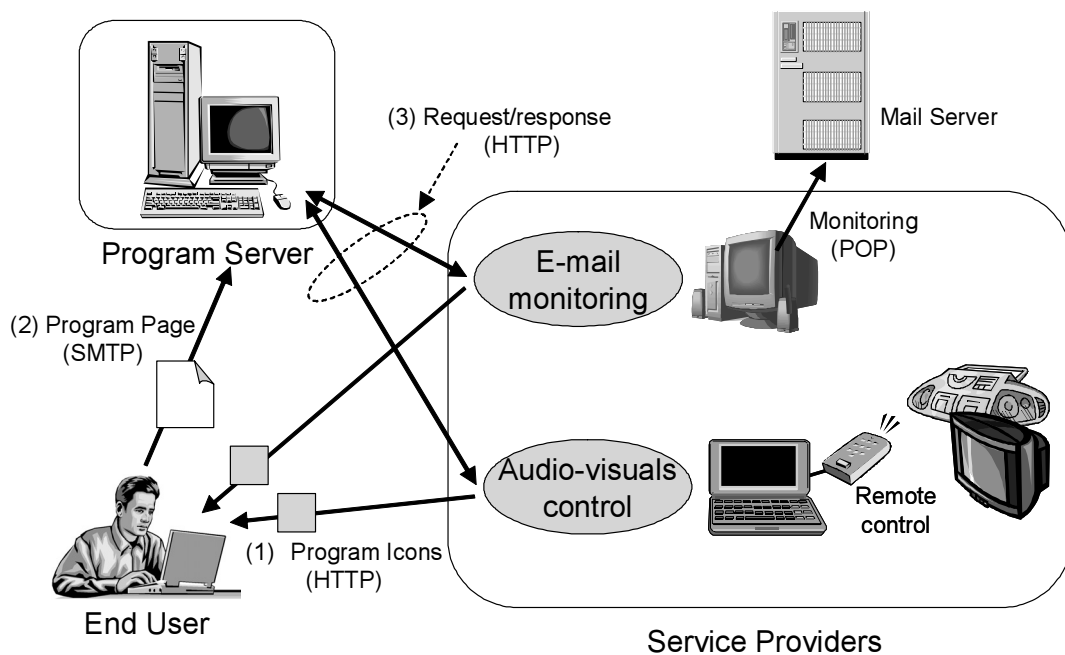 (3) Request/response
(HTTP)
Mail Server
Program Server
Monitoring
(POP)
E-mail
monitoring
(2) Program Page
(SMTP)
Audio-visuals
control
Remote
control
(1) Program Icons
(HTTP)
End User
Service Providers